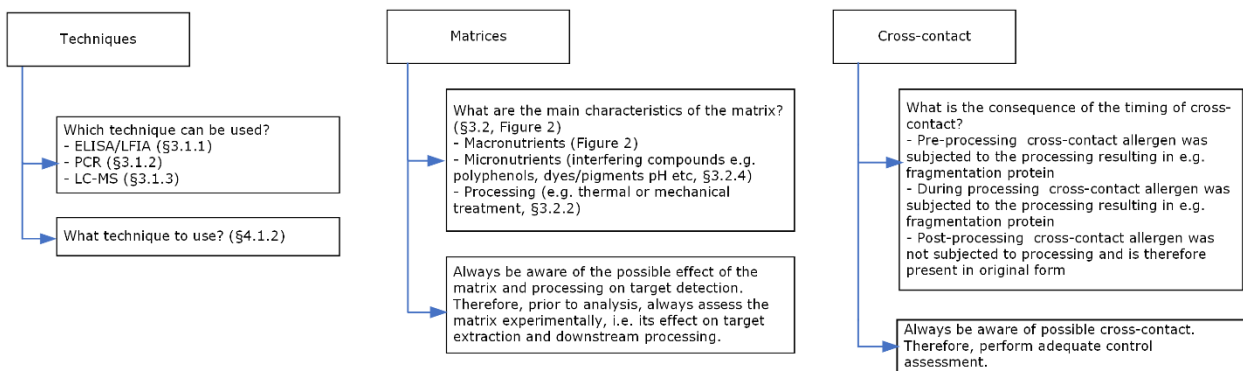 Techniques
Which technique can be used?
- ELISA/LFIA (§3.1.1)
- PCR (§3.1.2)
- LC-MS (§3.1.3)
What technique to use? (§4.1.2)
Matrices
What are the main characteristics of the matrix?
(§3.2, Figure 2)
- Macronutrients (Figure 2)
- Micronutrients (interfering compounds e.g.
polyphenols, dyes/pigments pH etc, §3.2.4)
- Processing (e.g. thermal or mechanical
treatment, §3.2.2)
Always be aware of the possible effect of the
matrix and processing on target detection.
Therefore, prior to analysis, always assess the
matrix experimentally, i.e. its effect on target
extraction and downstream processing.
Cross-contact
What is the consequence of the timing of cross-
contact?
- Pre-processing cross-contact allergen was
subjected to the processing resulting in e.g.
fragmentation protein
- During processing cross-contact allergen was
subjected to the processing resulting in e.g.
fragmentation protein
- Post-processing cross-contact allergen was
not subjected to processing and is therefore
present in original form
Always be aware of possible cross-contact.
Therefore, perform adequate control
assessment.